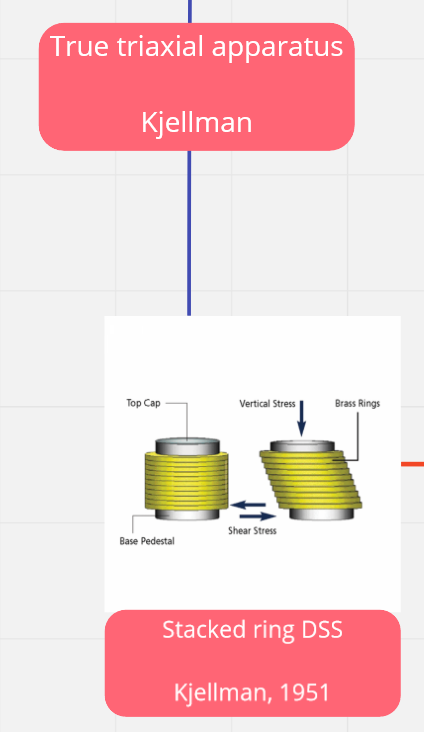 True triaxial apparatus
Kjellman
Top Cap
Vertical Stress
Brass Rings
Shear Stress
Base Pedestal
Stacked ring DSS
Kjellman, 1951